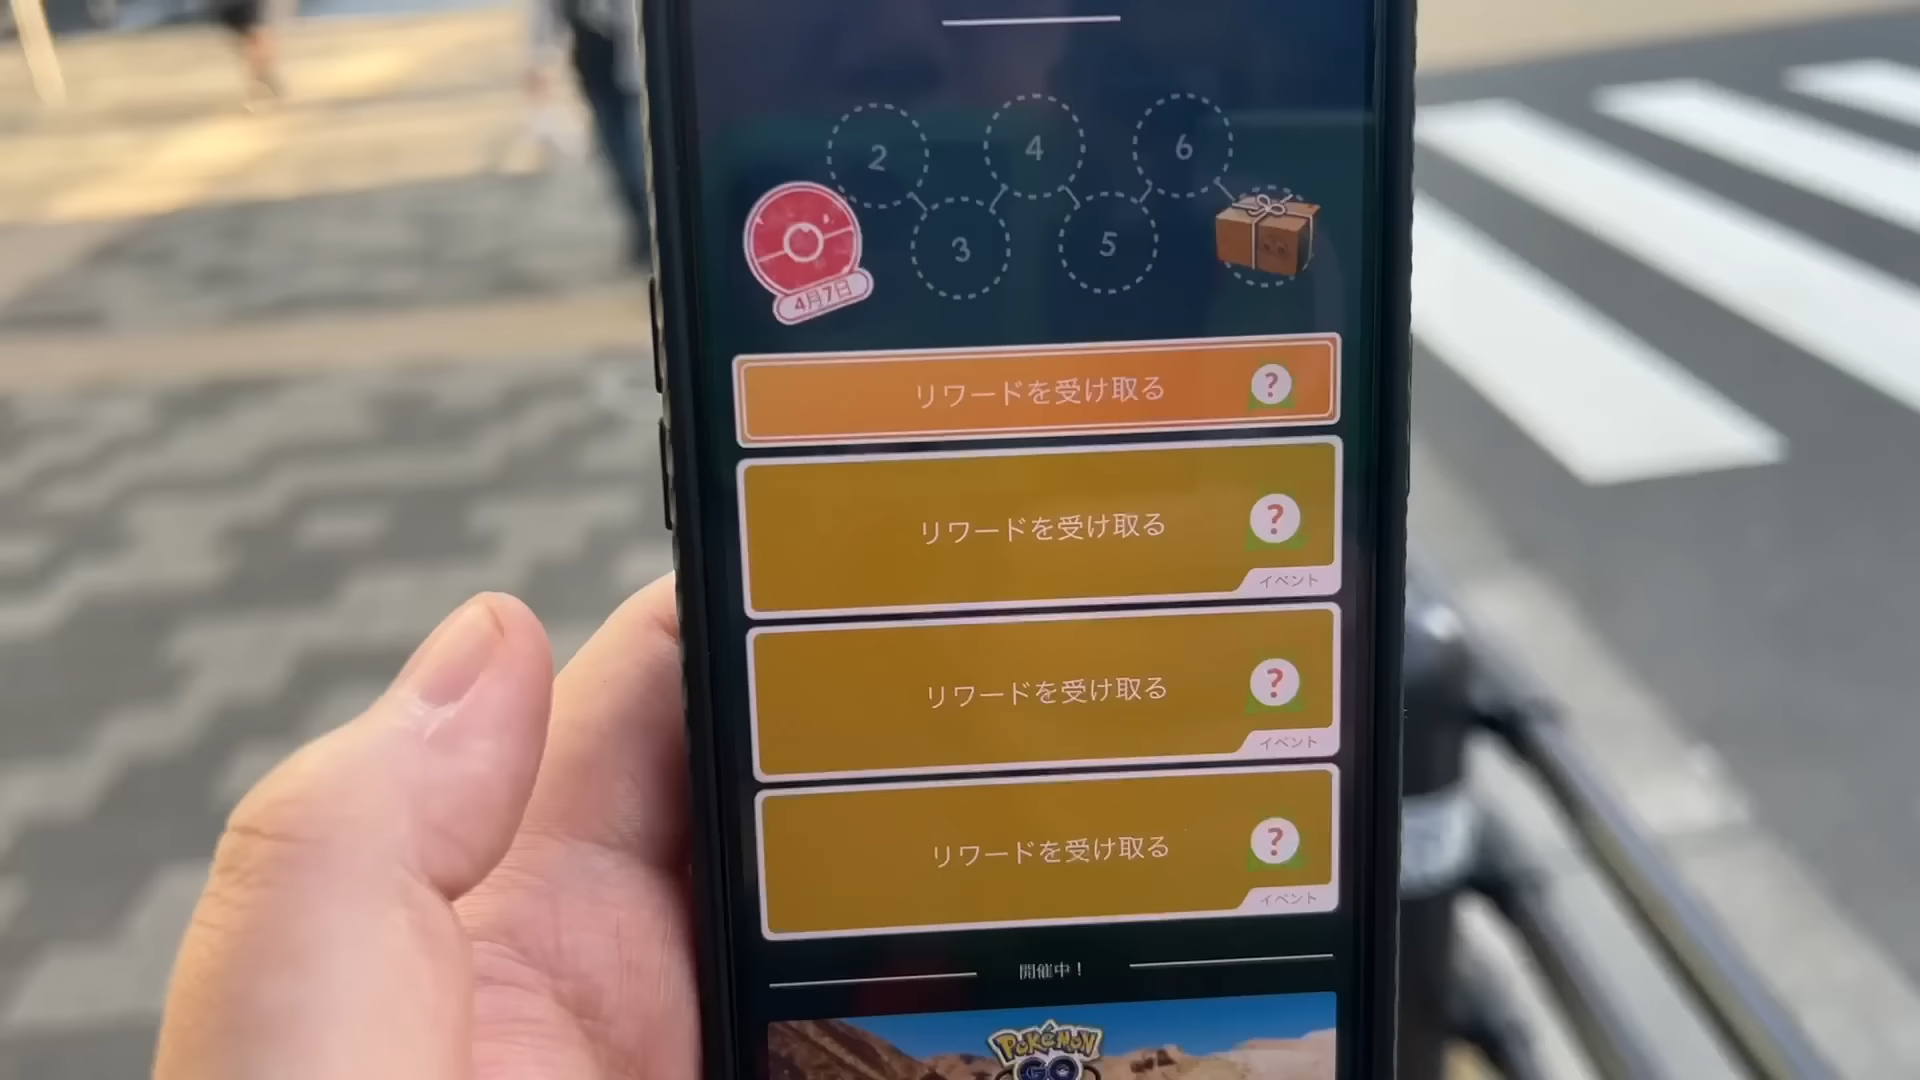 2
4
6
3
5
4月7日
リワードを受け取る ?
リワードを受け取る ?
イベント
リワードを受け取る ?
イベント
リワードを受け取る ?
イベント
開催中！
POKÉMON
GO